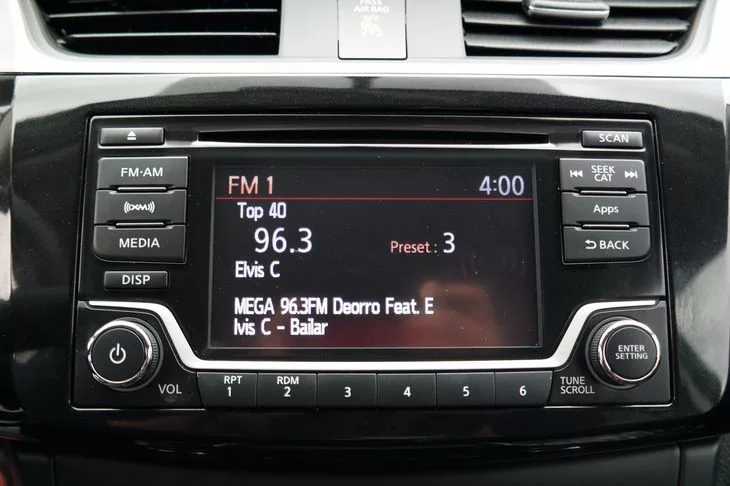 PASS
AIR BAG
OFF
SCAN
FM·AM
SEEK
CAT
(XM)
Apps
MEDIA
BACK
DISP
FM 1 4:00
Top 40
96.3 Preset : 3
Elvis C
MEGA 96.3FM Deorro Feat. E
lvis C - Bailar
VOL
RPT
1
RDM
2
3
4
5
6
TUNE
SCROLL
ENTER
SETTING